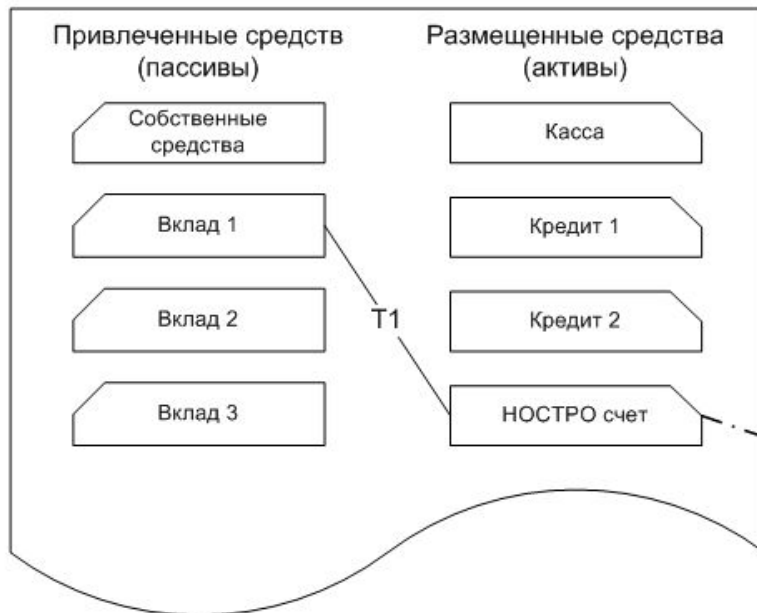 Привлеченные средств
(пассивы)
Размещенные средства
(активы)
Собственные
средства
Касса
Вклад 1
Кредит 1
Вклад 2
Т1
Кредит 2
Вклад 3
НОСТРО счет